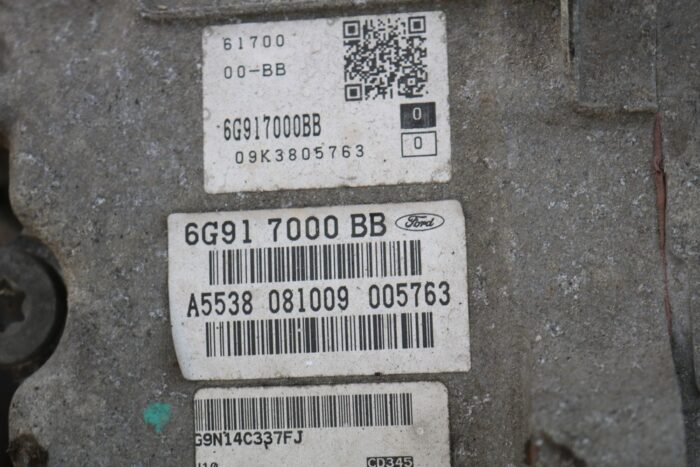 61700
00-BB
6G917000BB
0
09K3805763
0
6G91 7000 BB Ford
A5538 081009 005763
G9N14C337FJ
CD345